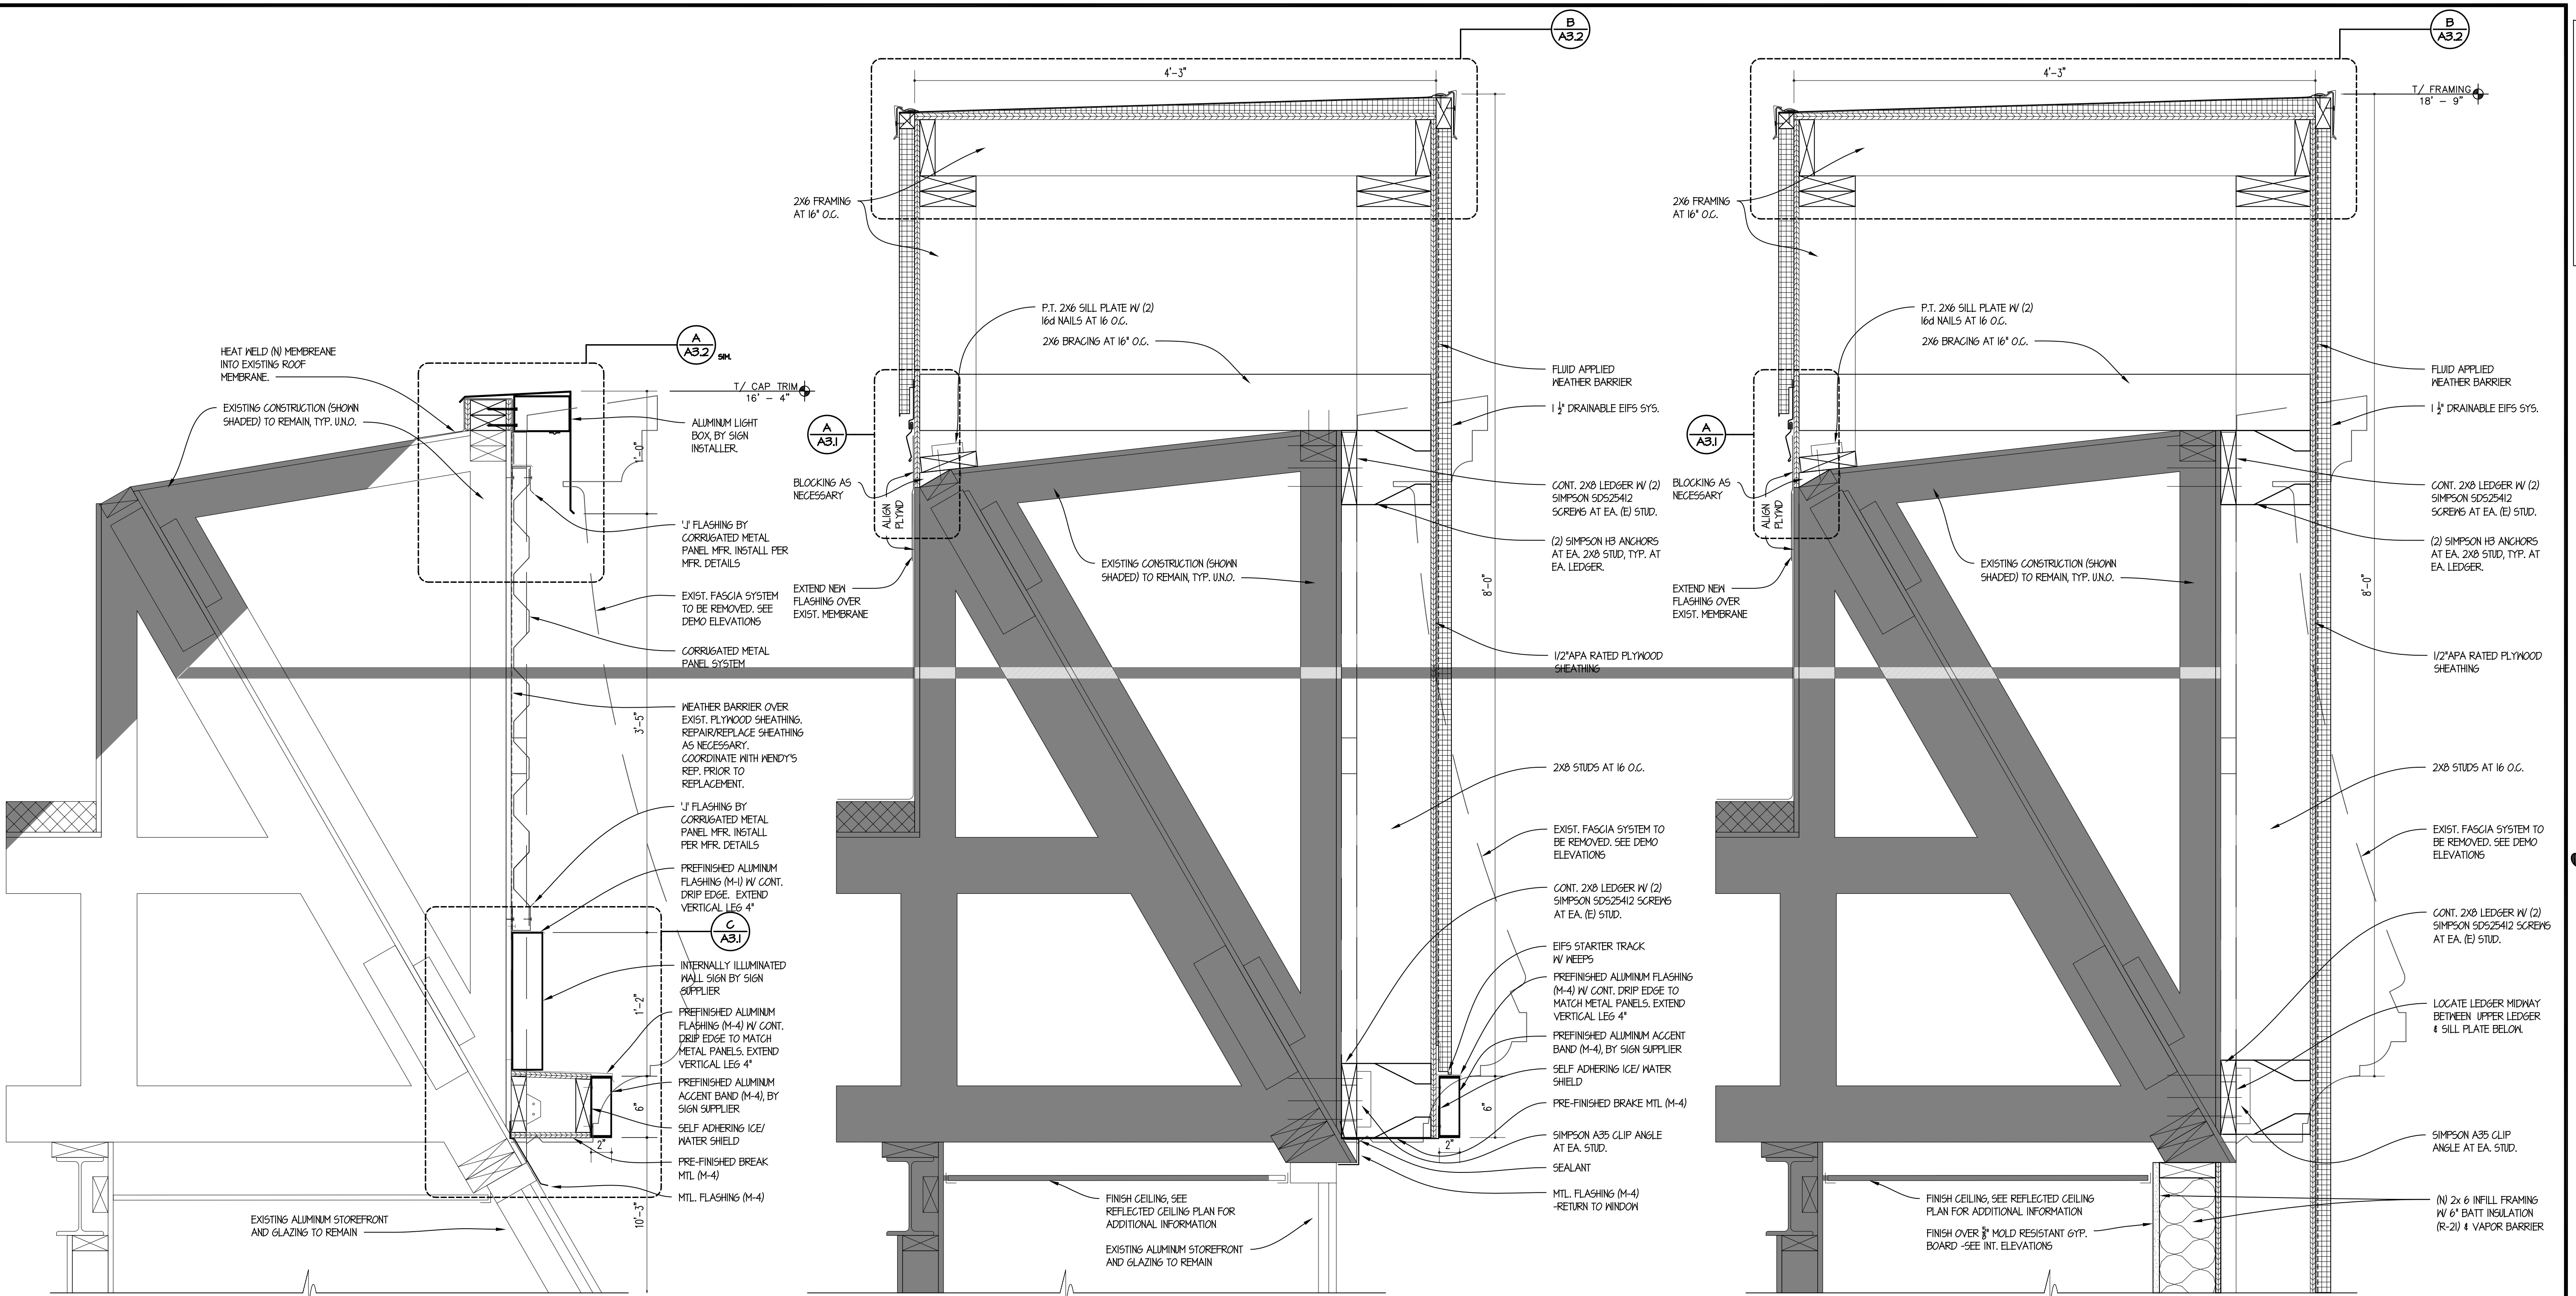 HEAT WELD (N) MEMBREANE
INTO EXISTING ROOF
MEMBRANE.
EXISTING CONSTRUCTION (SHOWN
SHADED) TO REMAIN, TYP. U.N.O.
A
A3.2
SIM.
T/ CAP TRIM
16' - 4"
ALUMINUM LIGHT
BOX, BY SIGN
INSTALLER.
1'-0"
'J' FLASHING BY
CORRUGATED METAL
PANEL MFR. INSTALL PER
MFR. DETAILS
EXIST. FASCIA SYSTEM
TO BE REMOVED. SEE
DEMO ELEVATIONS
CORRUGATED METAL
PANEL SYSTEM
WEATHER BARRIER OVER
EXIST. PLYWOOD SHEATHING.
REPAIR/REPLACE SHEATHING
AS NECESSARY.
COORDINATE WITH WENDY'S
REP. PRIOR TO
REPLACEMENT.
3'-5"
'J' FLASHING BY
CORRUGATED METAL
PANEL MFR. INSTALL
PER MFR. DETAILS
PREFINISHED ALUMINUM
FLASHING (M-1) W/ CONT.
DRIP EDGE. EXTEND
VERTICAL LEG 4"
C
A3.1
INTERNALLY ILLUMINATED
WALL SIGN BY SIGN
SUPPLIER
1'-2"
PREFINISHED ALUMINUM
FLASHING (M-4) W/ CONT.
DRIP EDGE TO MATCH
METAL PANELS. EXTEND
VERTICAL LEG 4"
PREFINISHED ALUMINUM
ACCENT BAND (M-4), BY
SIGN SUPPLIER
6"
SELF ADHERING ICE/
WATER SHIELD
2"
PRE-FINISHED BREAK
MTL (M-4)
MTL. FLASHING (M-4)
10'-3"
EXISTING ALUMINUM STOREFRONT
AND GLAZING TO REMAIN
B
A3.2
4'-3"
2X6 FRAMING
AT 16" O.C.
P.T. 2X6 SILL PLATE W/ (2)
16d NAILS AT 16 O.C.
2X6 BRACING AT 16" O.C.
A
A3.1
BLOCKING AS
NECESSARY
ALIGN
PLYWD
EXTEND NEW
FLASHING OVER
EXIST. MEMBRANE
EXISTING CONSTRUCTION (SHOWN
SHADED) TO REMAIN, TYP. U.N.O.
FLUID APPLIED
WEATHER BARRIER
1 1/2" DRAINABLE EIFS SYS.
CONT. 2X8 LEDGER W/ (2)
SIMPSON SDS25412
SCREWS AT EA. (E) STUD.
(2) SIMPSON H3 ANCHORS
AT EA. 2X8 STUD, TYP. AT
EA. LEDGER.
8'-0"
1/2"APA RATED PLYWOOD
SHEATHING
2X8 STUDS AT 16 O.C.
EXIST. FASCIA SYSTEM TO
BE REMOVED. SEE DEMO
ELEVATIONS
CONT. 2X8 LEDGER W/ (2)
SIMPSON SDS25412 SCREWS
AT EA. (E) STUD.
EIFS STARTER TRACK
W/ WEEPS
PREFINISHED ALUMINUM FLASHING
(M-4) W/ CONT. DRIP EDGE TO
MATCH METAL PANELS. EXTEND
VERTICAL LEG 4"
PREFINISHED ALUMINUM ACCENT
BAND (M-4), BY SIGN SUPPLIER
SELF ADHERING ICE/ WATER
SHIELD
PRE-FINISHED BRAKE MTL (M-4)
6"
2"
SIMPSON A35 CLIP ANGLE
AT EA. STUD.
SEALANT
MTL. FLASHING (M-4)
-RETURN TO WINDOW
FINISH CEILING, SEE
REFLECTED CEILING PLAN FOR
ADDITIONAL INFORMATION
EXISTING ALUMINUM STOREFRONT
AND GLAZING TO REMAIN
B
A3.2
4'-3"
T/ FRAMING
18' - 9"
2X6 FRAMING
AT 16" O.C.
P.T. 2X6 SILL PLATE W/ (2)
16d NAILS AT 16 O.C.
2X6 BRACING AT 16" O.C.
A
A3.1
BLOCKING AS
NECESSARY
ALIGN
PLYWD
EXTEND NEW
FLASHING OVER
EXIST. MEMBRANE
EXISTING CONSTRUCTION (SHOWN
SHADED) TO REMAIN, TYP. U.N.O.
FLUID APPLIED
WEATHER BARRIER
1 1/2" DRAINABLE EIFS SYS.
CONT. 2X8 LEDGER W/ (2)
SIMPSON SDS25412
SCREWS AT EA. (E) STUD.
(2) SIMPSON H3 ANCHORS
AT EA. 2X8 STUD, TYP. AT
EA. LEDGER.
8'-0"
1/2"APA RATED PLYWOOD
SHEATHING
2X8 STUDS AT 16 O.C.
EXIST. FASCIA SYSTEM TO
BE REMOVED. SEE DEMO
ELEVATIONS
CONT. 2X8 LEDGER W/ (2)
SIMPSON SDS25412 SCREWS
AT EA. (E) STUD.
LOCATE LEDGER MIDWAY
BETWEEN UPPER LEDGER
& SILL PLATE BELOW.
SIMPSON A35 CLIP
ANGLE AT EA. STUD.
(N) 2x 6 INFILL FRAMING
W/ 6" BATT INSULATION
(R-21) & VAPOR BARRIER
FINISH CEILING, SEE REFLECTED CEILING
PLAN FOR ADDITIONAL INFORMATION
FINISH OVER 5/8" MOLD RESISTANT GYP.
BOARD -SEE INT. ELEVATIONS